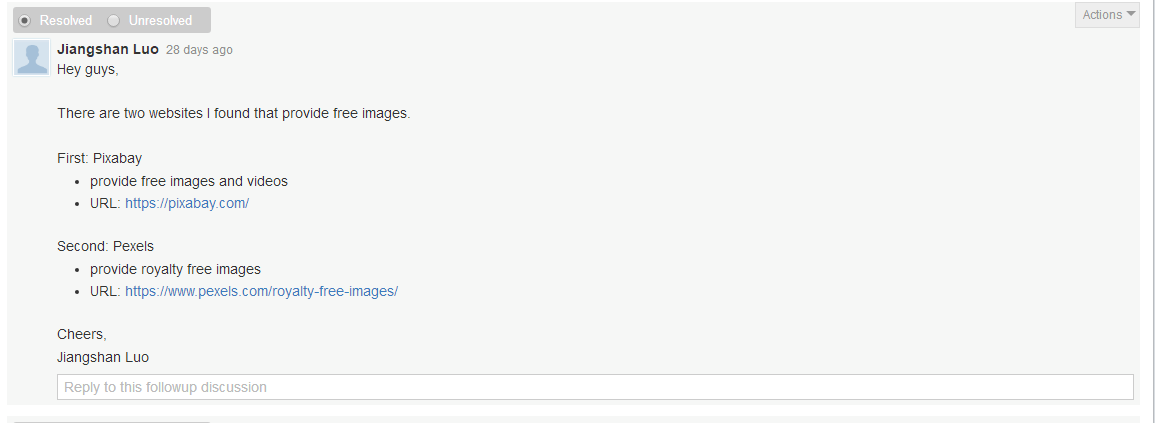 Resolved Unresolved Actions
Jiangshan Luo 28 days ago
Hey guys,
There are two websites I found that provide free images.
First: Pixabay
• provide free images and videos
• URL: https://pixabay.com/
Second: Pexels
• provide royalty free images
• URL: https://www.pexels.com/royalty-free-images/
Cheers,
Jiangshan Luo
Reply to this followup discussion